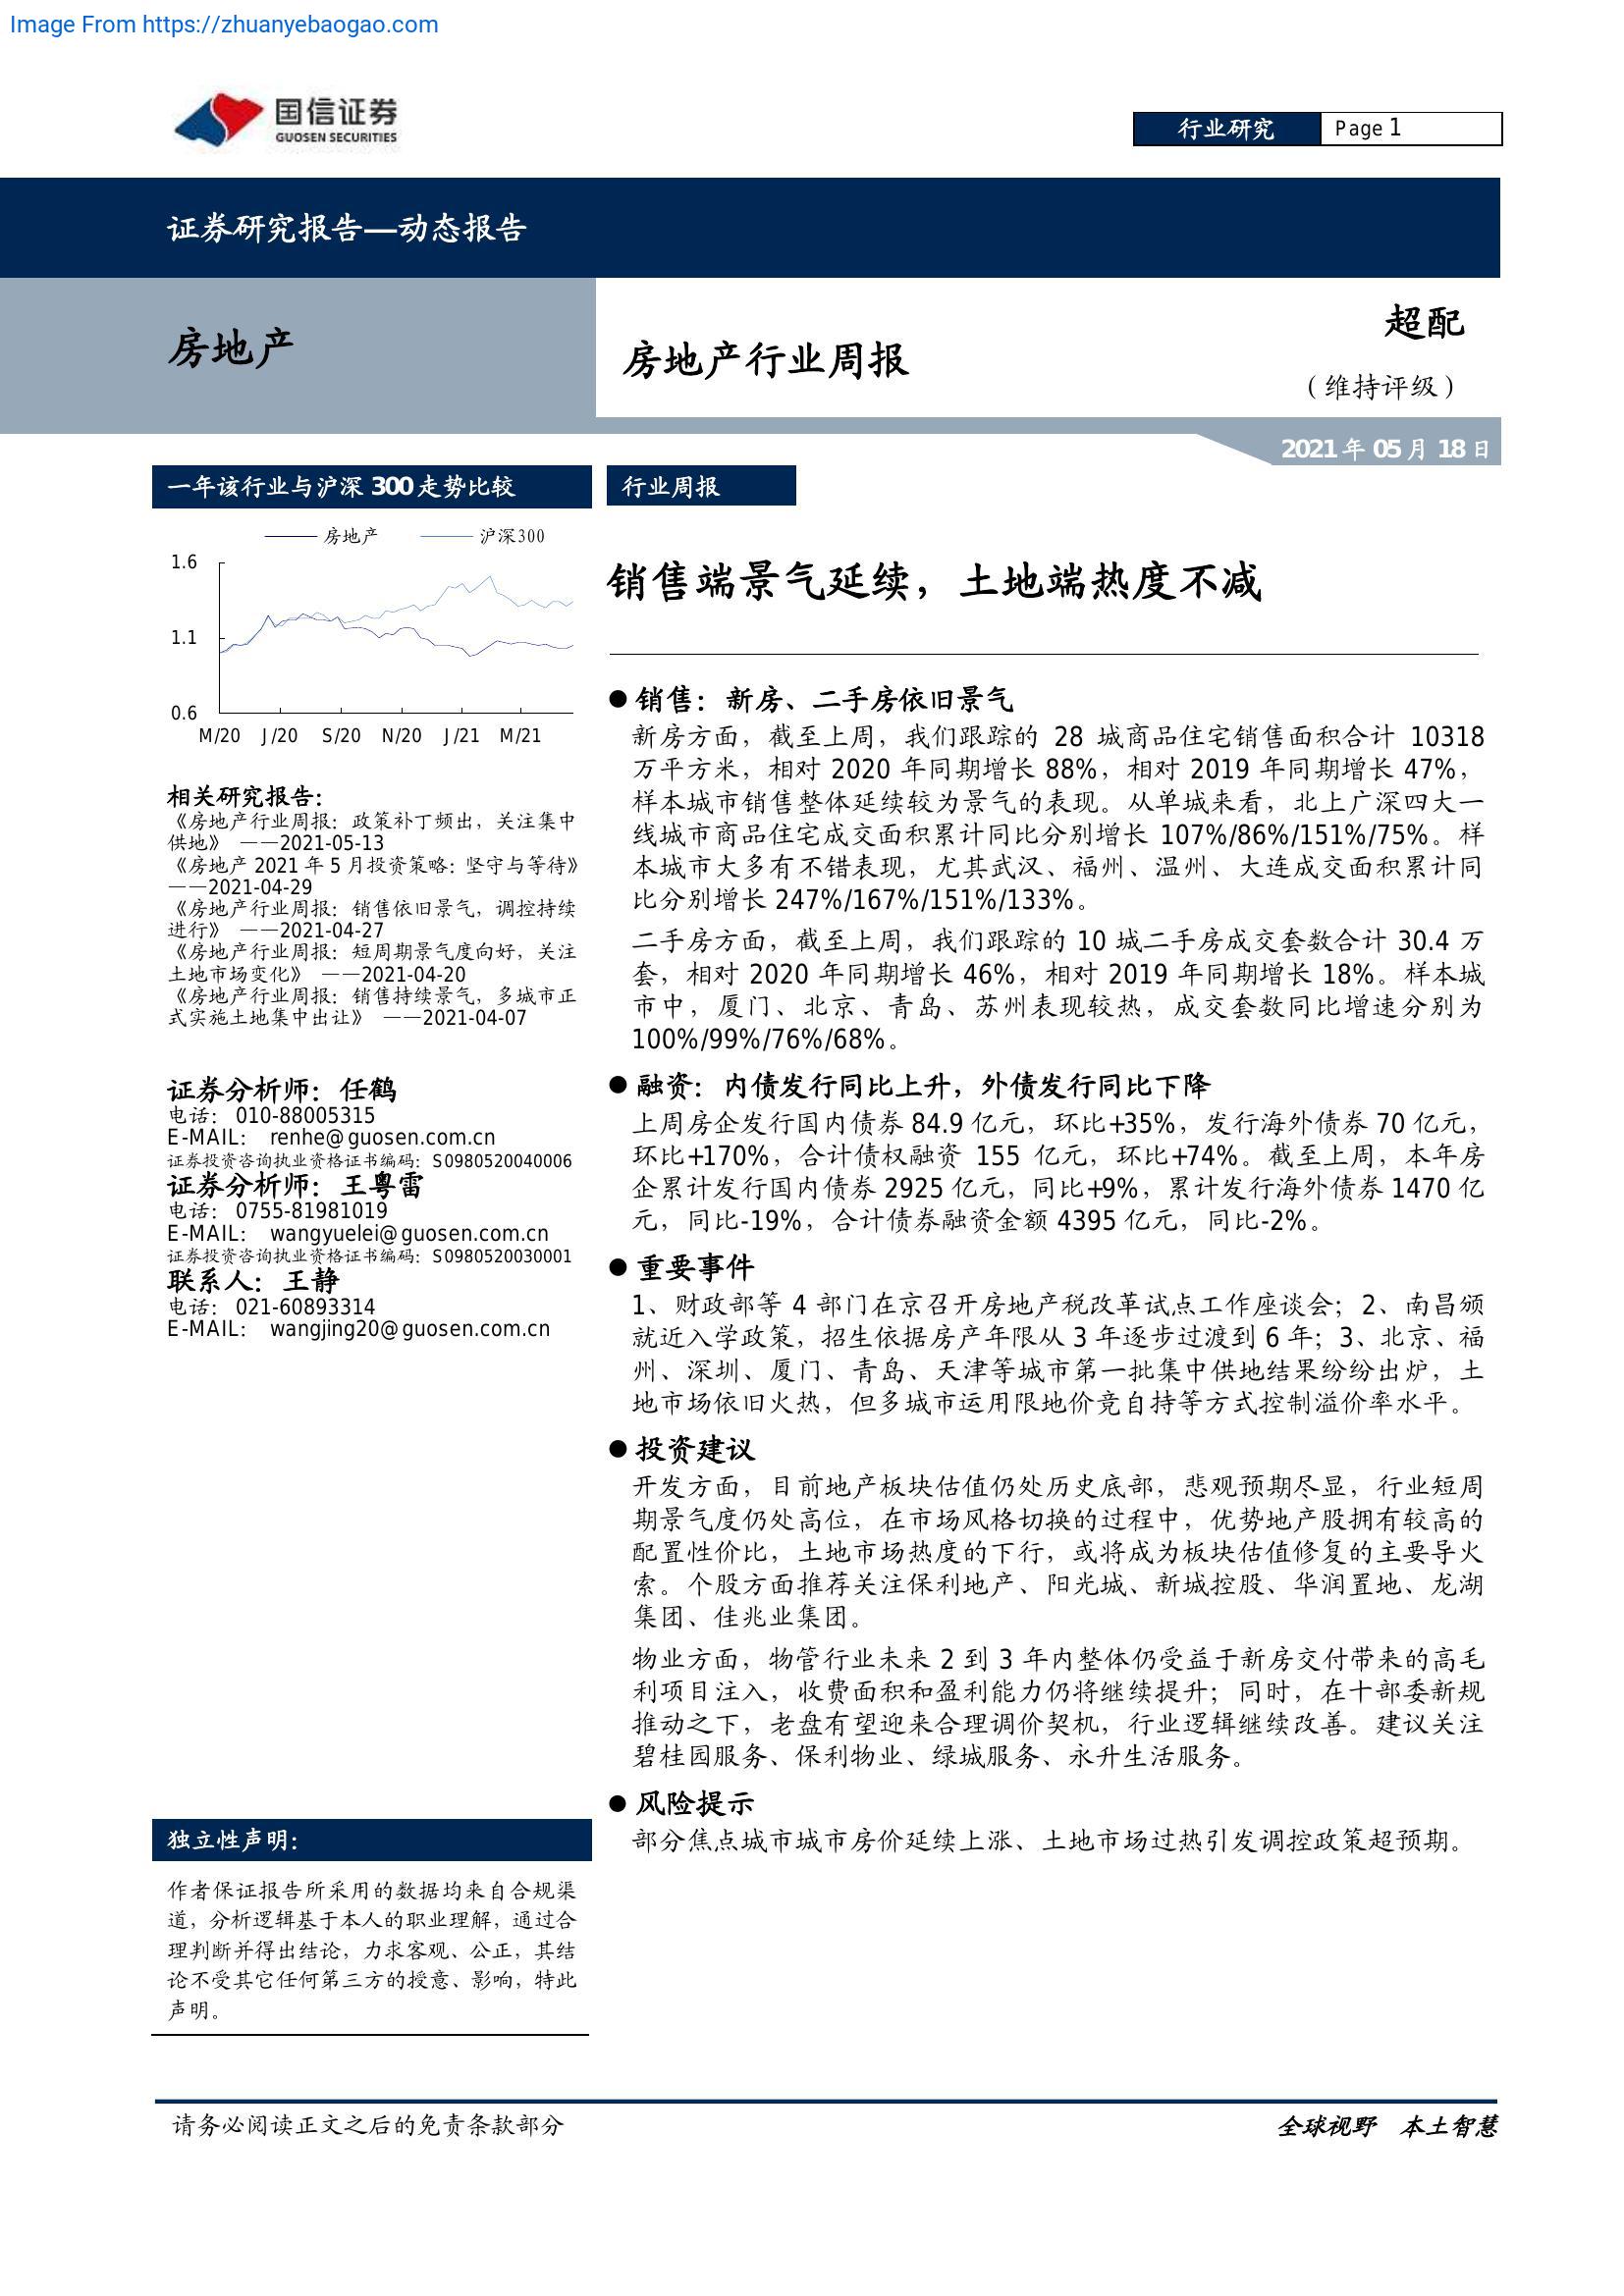 Image From https://zhuanyebaogao.com
国信证券
GUOSEN SECURITIES
行业研究
Page 1
证券研究报告—动态报告
房地产
房地产行业周报
超配
（维持评级）
2021 年 05 月 18 日
一年该行业与沪深 300 走势比较
房地产 沪深300
1.6
1.1
0.6
M/20 J/20 S/20 N/20 J/21 M/21
相关研究报告：
《房地产行业周报：政策补丁频出，关注集中
供地》 ——2021-05-13
《房地产 2021 年 5 月投资策略：坚守与等待》
——2021-04-29
《房地产行业周报：销售依旧景气，调控持续
进行》 ——2021-04-27
《房地产行业周报：短周期景气度向好，关注
土地市场变化》 ——2021-04-20
《房地产行业周报：销售持续景气，多城市正
式实施土地集中出让》 ——2021-04-07
证券分析师：任鹤
电话： 010-88005315
E-MAIL： renhe@guosen.com.cn
证券投资咨询执业资格证书编码：S0980520040006
证券分析师：王粤雷
电话： 0755-81981019
E-MAIL： wangyuelei@guosen.com.cn
证券投资咨询执业资格证书编码：S0980520030001
联系人：王静
电话： 021-60893314
E-MAIL： wangjing20@guosen.com.cn
独立性声明：
作者保证报告所采用的数据均来自合规渠
道，分析逻辑基于本人的职业理解，通过合
理判断并得出结论，力求客观、公正，其结
论不受其它任何第三方的授意、影响，特此
声明。
行业周报
销售端景气延续，土地端热度不减
● 销售：新房、二手房依旧景气
新房方面，截至上周，我们跟踪的 28 城商品住宅销售面积合计 10318
万平方米，相对 2020 年同期增长 88%，相对 2019 年同期增长 47%，
样本城市销售整体延续较为景气的表现。从单城来看，北上广深四大一
线城市商品住宅成交面积累计同比分别增长 107%/86%/151%/75%。样
本城市大多有不错表现，尤其武汉、福州、温州、大连成交面积累计同
比分别增长 247%/167%/151%/133%。
二手房方面，截至上周，我们跟踪的 10 城二手房成交套数合计 30.4 万
套，相对 2020 年同期增长 46%，相对 2019 年同期增长 18%。样本城
市中，厦门、北京、青岛、苏州表现较热，成交套数同比增速分别为
100%/99%/76%/68%。
● 融资：内债发行同比上升，外债发行同比下降
上周房企发行国内债券 84.9 亿元，环比+35%，发行海外债券 70 亿元，
环比+170%，合计债权融资 155 亿元，环比+74%。截至上周，本年房
企累计发行国内债券 2925 亿元，同比+9%，累计发行海外债券 1470 亿
元，同比-19%，合计债券融资金额 4395 亿元，同比-2%。
● 重要事件
1、财政部等 4 部门在京召开房地产税改革试点工作座谈会；2、南昌颁
就近入学政策，招生依据房产年限从 3 年逐步过渡到 6 年；3、北京、福
州、深圳、厦门、青岛、天津等城市第一批集中供地结果纷纷出炉，土
地市场依旧火热，但多城市运用限地价竞自持等方式控制溢价率水平。
● 投资建议
开发方面，目前地产板块估值仍处历史底部，悲观预期尽显，行业短周
期景气度仍处高位，在市场风格切换的过程中，优势地产股拥有较高的
配置性价比，土地市场热度的下行，或将成为板块估值修复的主要导火
索。个股方面推荐关注保利地产、阳光城、新城控股、华润置地、龙湖
集团、佳兆业集团。
物业方面，物管行业未来 2 到 3 年内整体仍受益于新房交付带来的高毛
利项目注入，收费面积和盈利能力仍将继续提升；同时，在十部委新规
推动之下，老盘有望迎来合理调价契机，行业逻辑继续改善。建议关注
碧桂园服务、保利物业、绿城服务、永升生活服务。
● 风险提示
部分焦点城市城市房价延续上涨、土地市场过热引发调控政策超预期。
请务必阅读正文之后的免责条款部分
全球视野 本土智慧